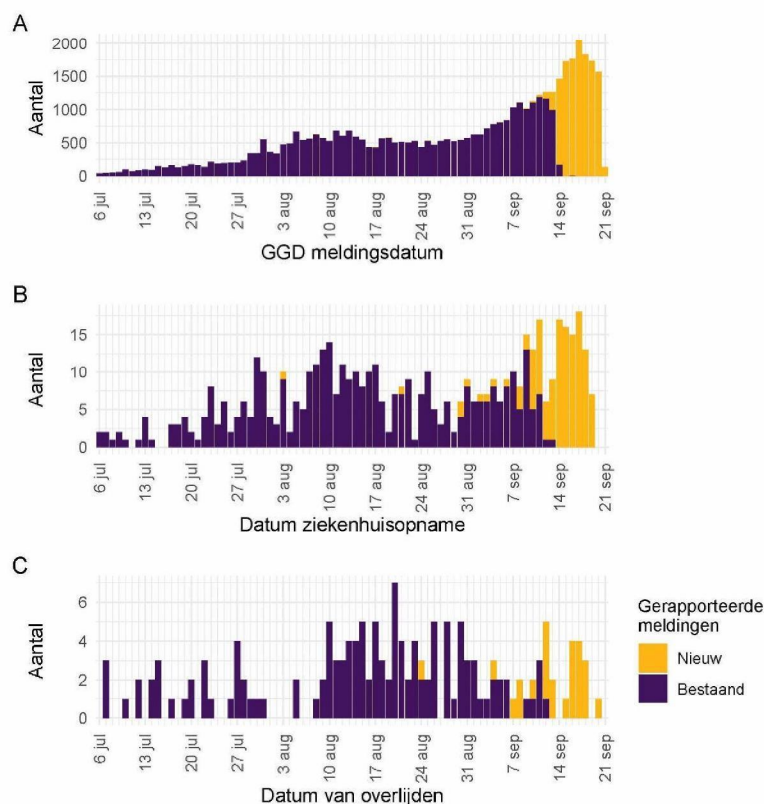 A
2000
1500
1000
500
0
Aantal
6 jul
13 jul
20 jul
27 jul
3 aug
10 aug
17 aug
24 aug
31 aug
7 sep
14 sep
21 sep
GGD meldingsdatum
B
15
10
5
0
Aantal
6 jul
13 jul
20 jul
27 jul
3 aug
10 aug
17 aug
24 aug
31 aug
7 sep
14 sep
21 sep
Datum ziekenhuisopname
C
6
4
2
0
Aantal
6 jul
13 jul
20 jul
27 jul
3 aug
10 aug
17 aug
24 aug
31 aug
7 sep
14 sep
21 sep
Datum van overlijden
Gerapporteerde
meldingen
Nieuw
Bestaand